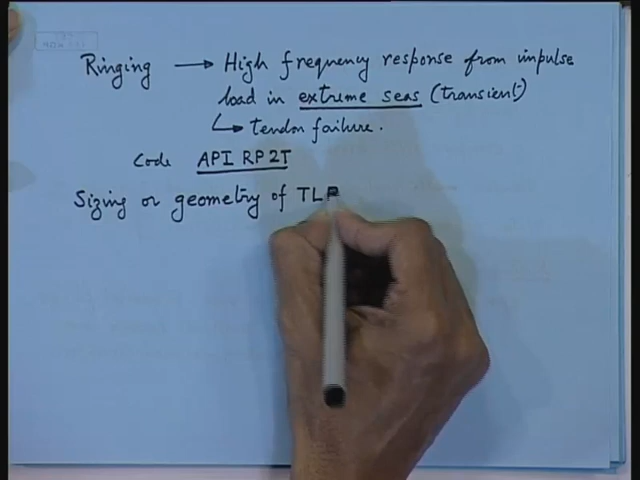 Ringing → High frequency response from impulse
load in extreme seas (transient)
↳ tendon failure.
Code API RP 2T
Sizing or geometry of TLP